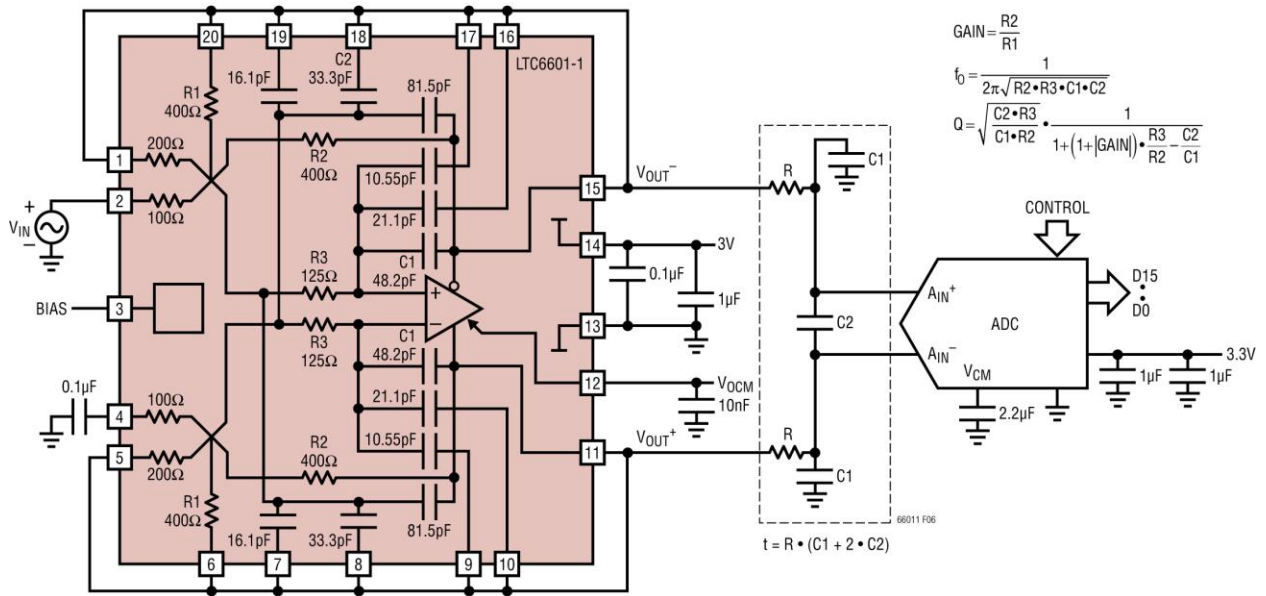 20
19
18
17
16
LTC6601-1
C2
16.1pF
33.3pF
81.5pF
R1
400Ω
200Ω
1
R2
400Ω
2
100Ω
10.55pF
21.1pF
+
VIN
−
C1
48.2pF
R3
125Ω
BIAS
3
+
−
R3
125Ω
C1
48.2pF
0.1µF
4
100Ω
21.1pF
5
200Ω
R2
400Ω
10.55pF
R1
400Ω
16.1pF
33.3pF
81.5pF
6
7
8
9
10
15
VOUT−
14
3V
0.1µF
1µF
13
12
VOCM
10nF
11
VOUT+
R
C1
C2
R
C1
66011 F06
t = R • (C1 + 2 • C2)
GAIN = R2/R1
fO = 1/(2π√(R2•R3•C1•C2))
Q = √(C2•R3/(C1•R2)) • 1/(1+(1+|GAIN|)•R3/R2−C2/C1)
CONTROL
AIN+
ADC
AIN−
VCM
D15
•
•
D0
3.3V
1µF
1µF
2.2µF